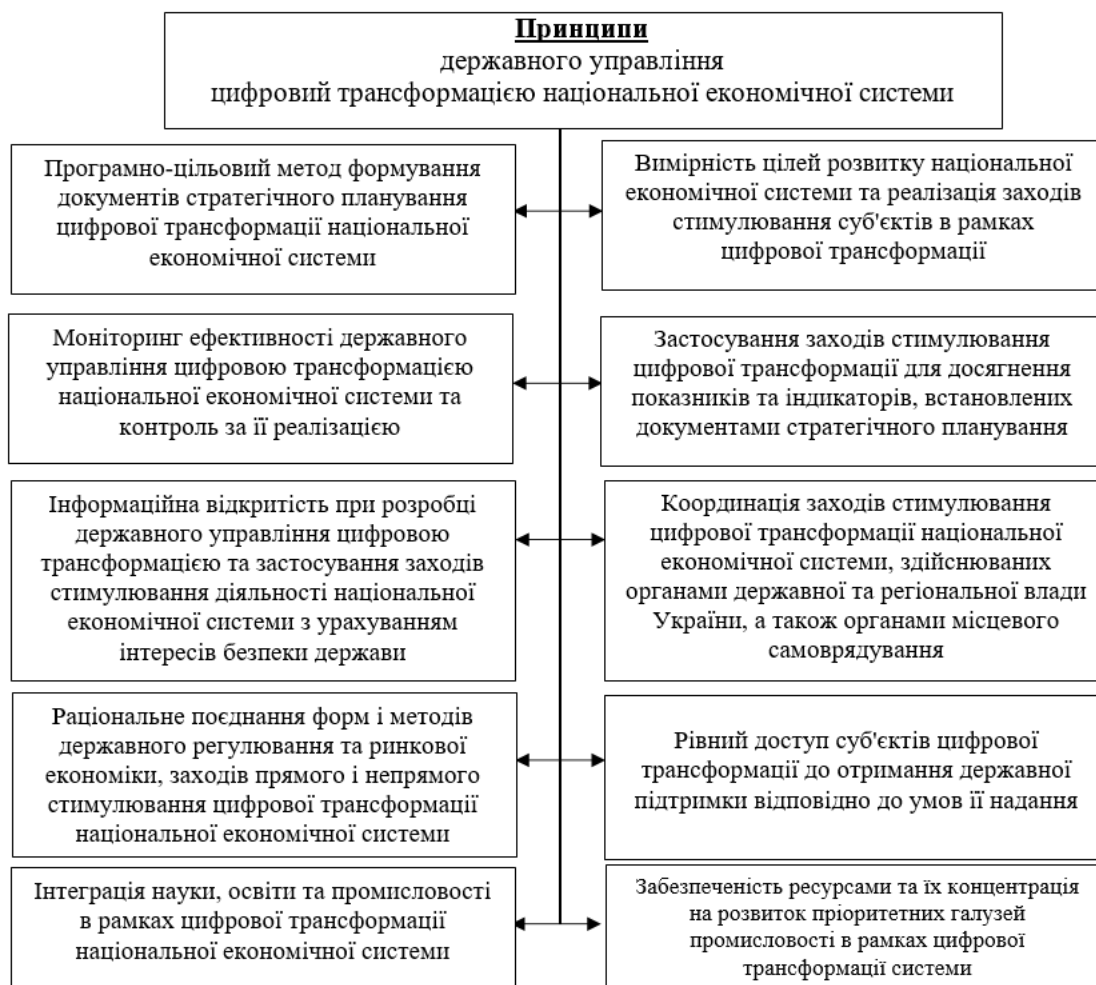 Принципи
державного управління
цифровий трансформацією національної економічної системи
Програмно-цільовий метод формування
документів стратегічного планування
цифрової трансформації національної
економічної системи
Вимірність цілей розвитку національної
економічної системи та реалізація заходів
стимулювання суб'єктів в рамках
цифрової трансформації
Моніторинг ефективності державного
управління цифровою трансформацією
національної економічної системи та
контроль за її реалізацією
Застосування заходів стимулювання
цифрової трансформації для досягнення
показників та індикаторів, встановлених
документами стратегічного планування
Інформаційна відкритість при розробці
державного управління цифровою
трансформацією та застосування заходів
стимулювання діяльності національної
економічної системи з урахуванням
інтересів безпеки держави
Координація заходів стимулювання
цифрової трансформації національної
економічної системи, здійснюваних
органами державної та регіональної влади
України, а також органами місцевого
самоврядування
Раціональне поєднання форм і методів
державного регулювання та ринкової
економіки, заходів прямого і непрямого
стимулювання цифрової трансформації
національної економічної системи
Рівний доступ суб'єктів цифрової
трансформації до отримання державної
підтримки відповідно до умов її надання
Інтеграція науки, освіти та промисловості
в рамках цифрової трансформації
національної економічної системи
Забезпеченість ресурсами та їх концентрація
на розвиток пріоритетних галузей
промисловості в рамках цифрової
трансформації системи